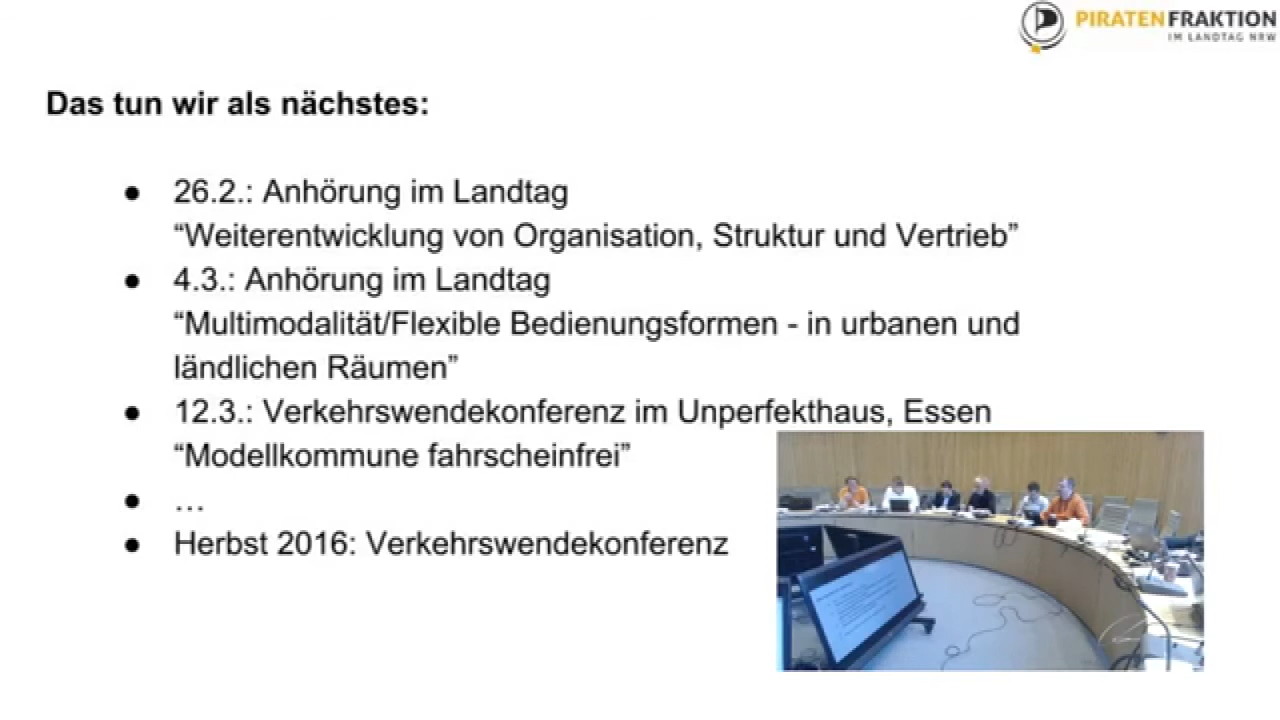 PIRATENFRAKTION
IM LANDTAG NRW
Das tun wir als nächstes:
● 26.2.: Anhörung im Landtag
“Weiterentwicklung von Organisation, Struktur und Vertrieb”
● 4.3.: Anhörung im Landtag
“Multimodalität/Flexible Bedienungsformen - in urbanen und
ländlichen Räumen”
● 12.3.: Verkehrswendekonferenz im Unperfekthaus, Essen
“Modellkommune fahrscheinfrei”
● …
● Herbst 2016: Verkehrswendekonferenz